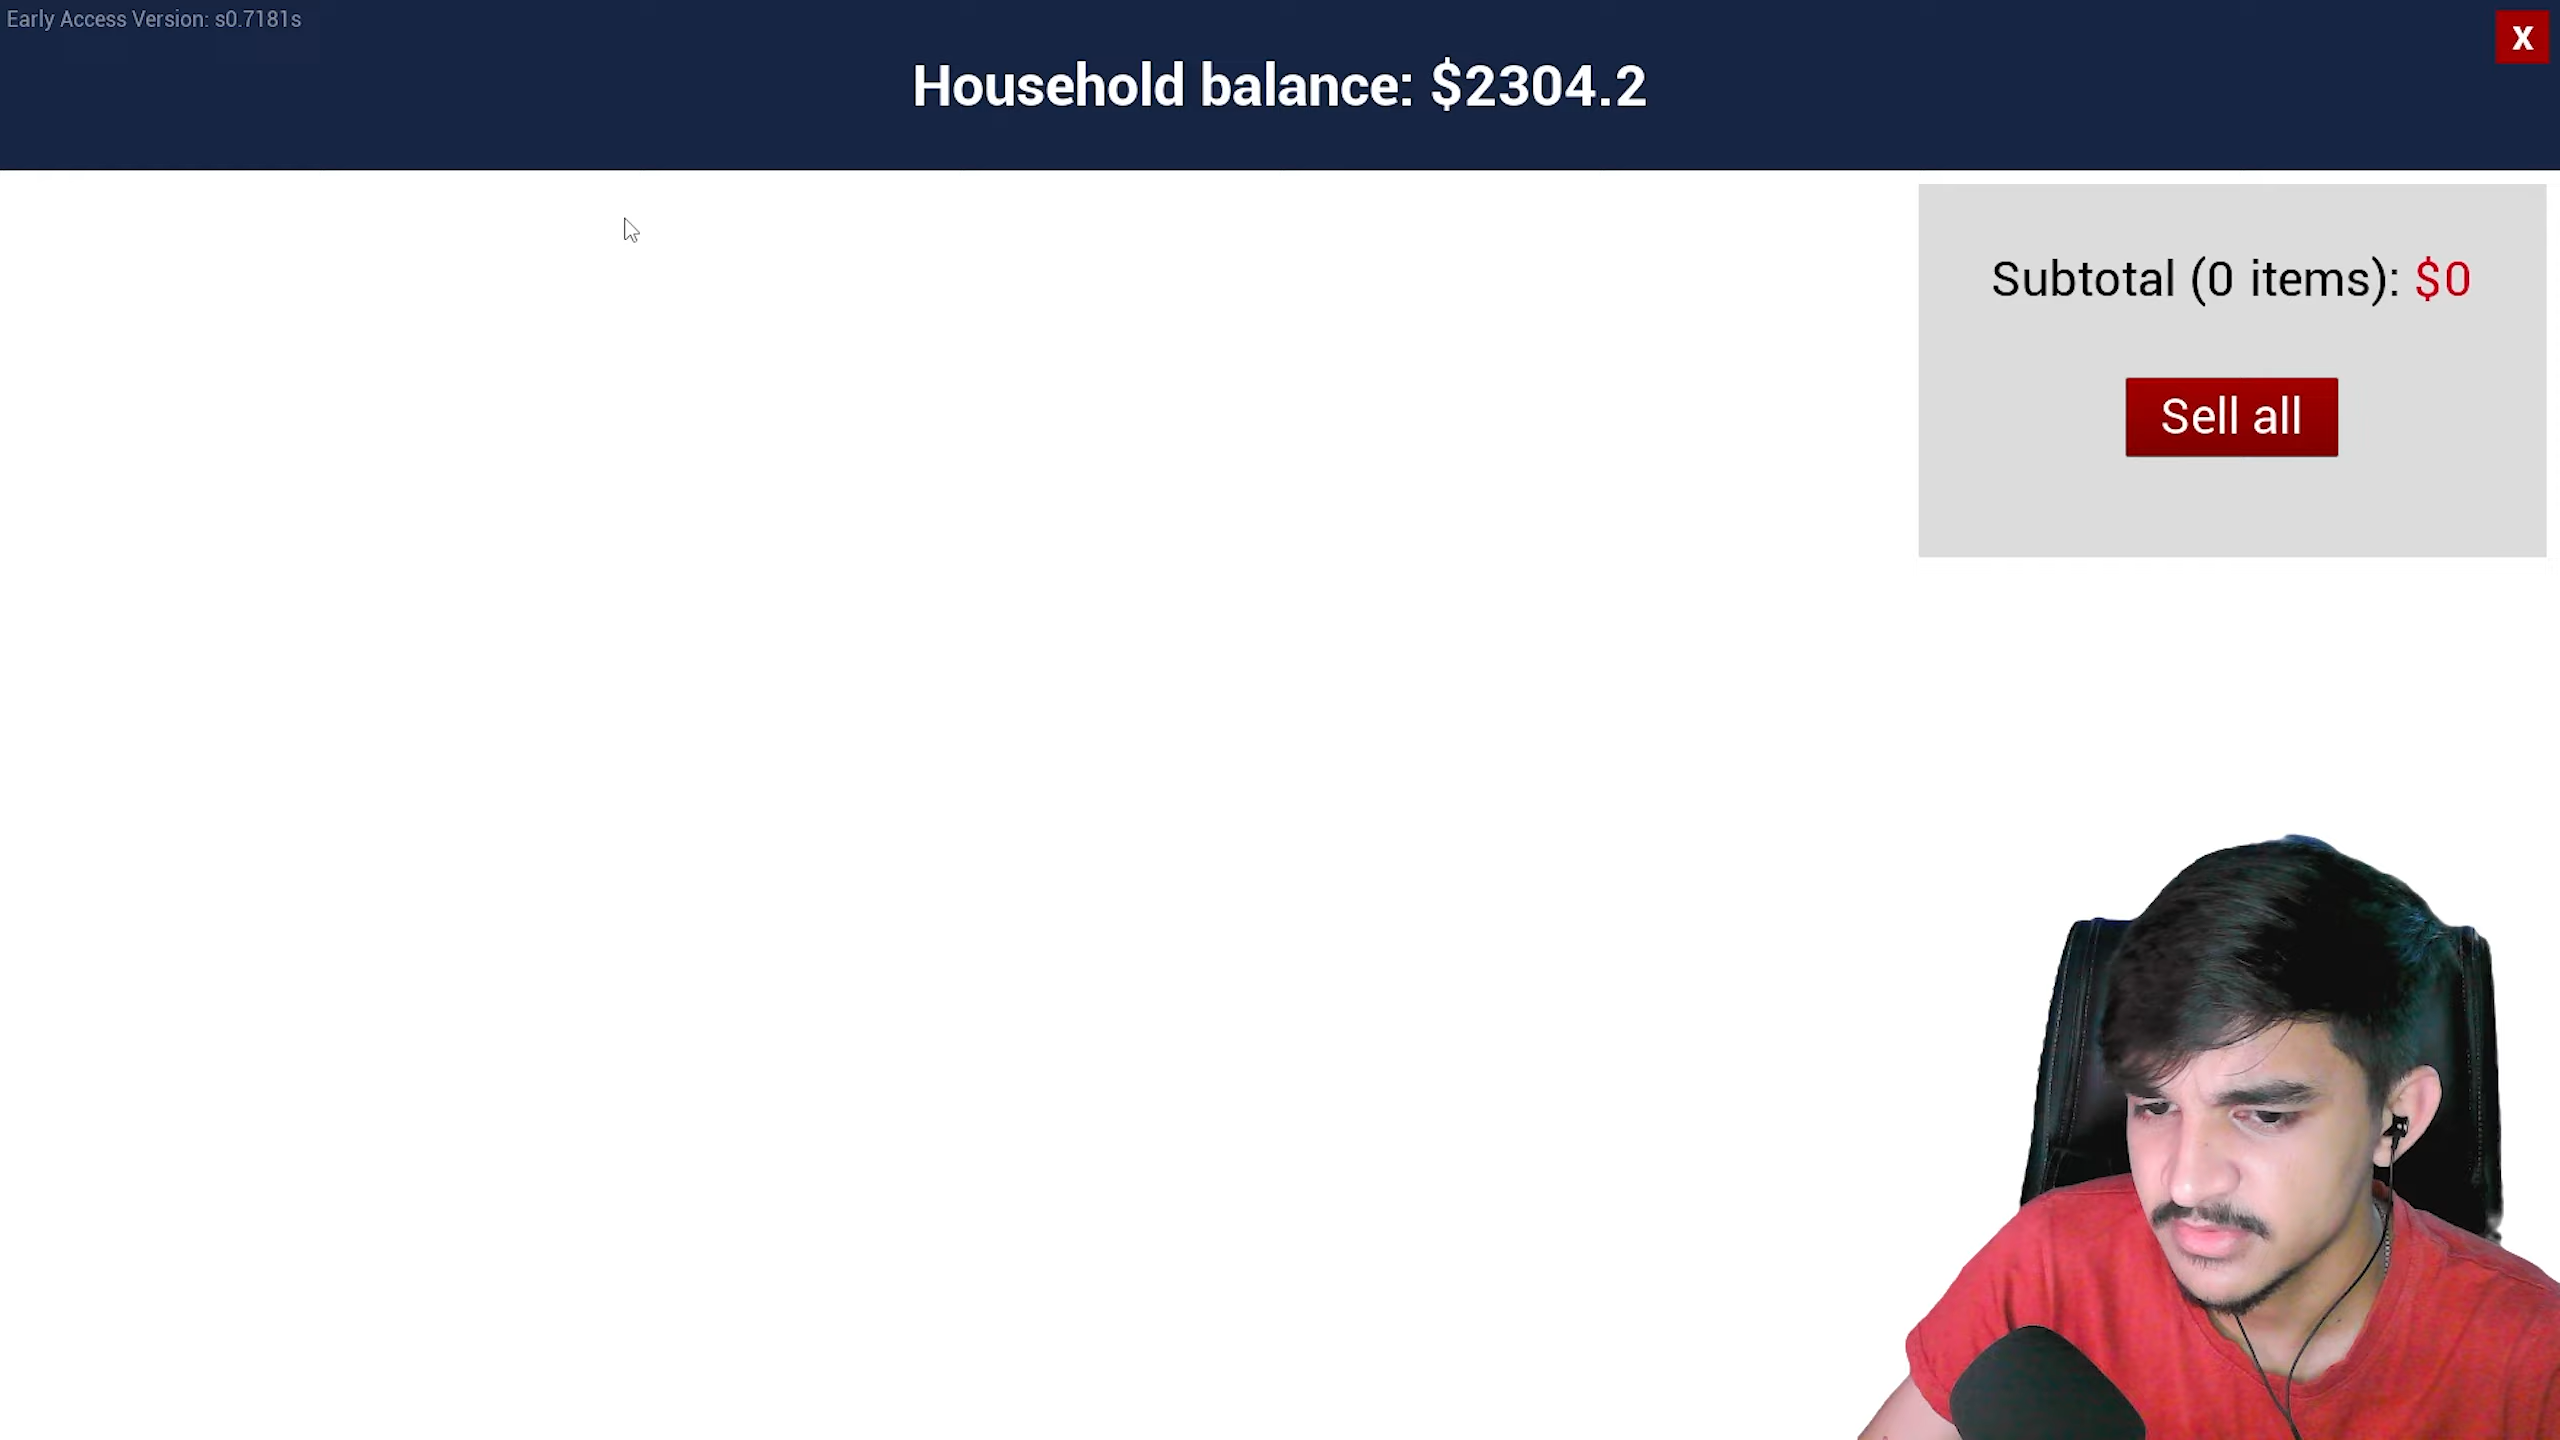 Early Access Version: s0.7181s
X
Household balance: $2304.2
Subtotal (0 items): $0
Sell all